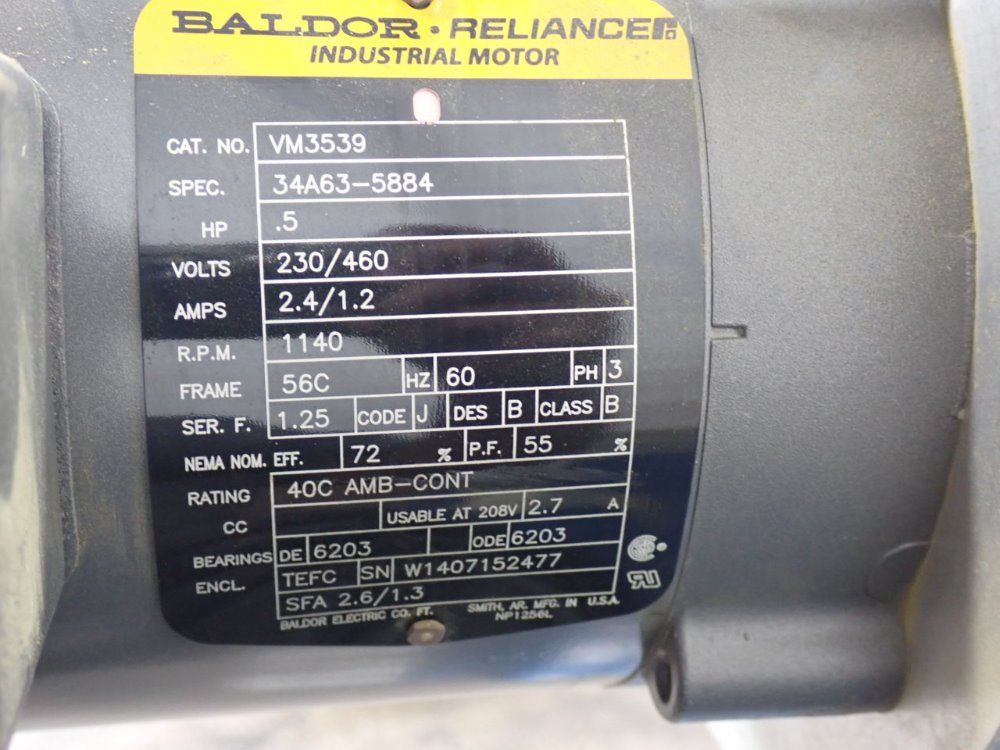 BALDOR · RELIANCER
INDUSTRIAL MOTOR
CAT. NO. VM3539
SPEC. 34A63-5884
HP .5
VOLTS 230/460
AMPS 2.4/1.2
R.P.M. 1140
FRAME 56C HZ 60 PH 3
SER. F. 1.25 CODE J DES B CLASS B
NEMA NOM. EFF. 72 % P.F. 55 %
RATING 40C AMB-CONT
CC USABLE AT 208V 2.7 A
BEARINGS DE 6203 ODE 6203
ENCL. TEFC SN W1407152477
SFA 2.6/1.3
BALDOR ELECTRIC CO. FT. SMITH, AR. MFG. IN U.S.A.
NP1256L